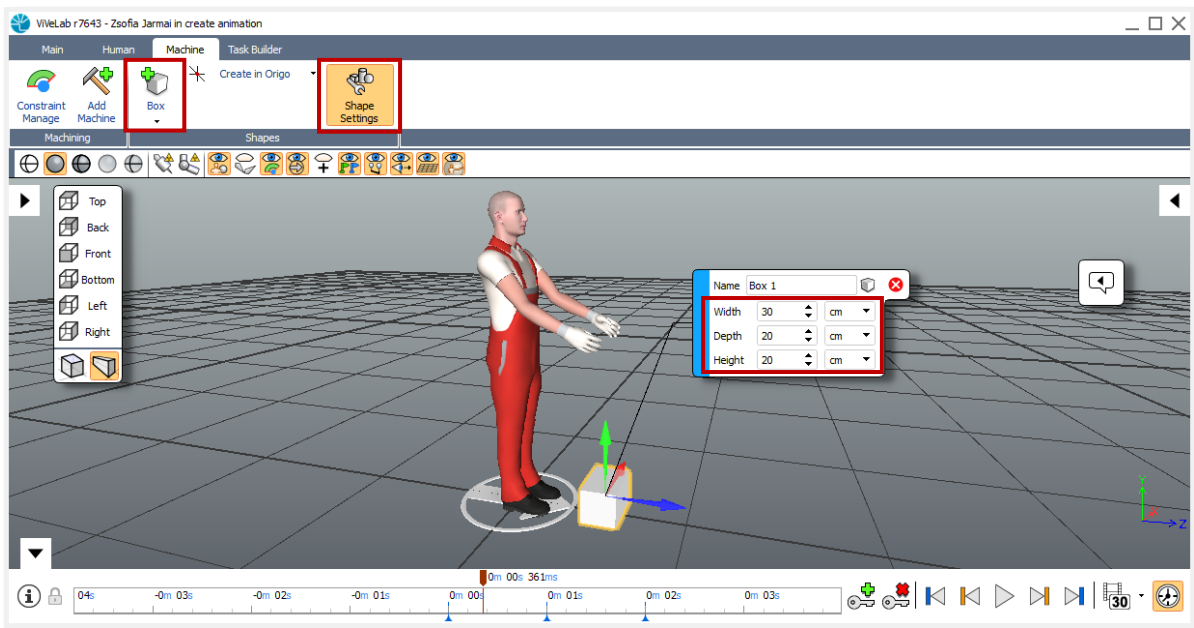 ViVeLab r7643 - Zsofia Jarmai in create animation
Main Human Machine Task Builder
Constraint Manage
Add Machine
Box
Create in Origo
Shape Settings
Machining Shapes
Top
Back
Front
Bottom
Left
Right
Name Box 1
Width 30 cm
Depth 20 cm
Height 20 cm
Y
Z
0m 00s 361ms
04s -0m 03s -0m 02s -0m 01s 0m 00s 0m 01s 0m 02s 0m 03s
30